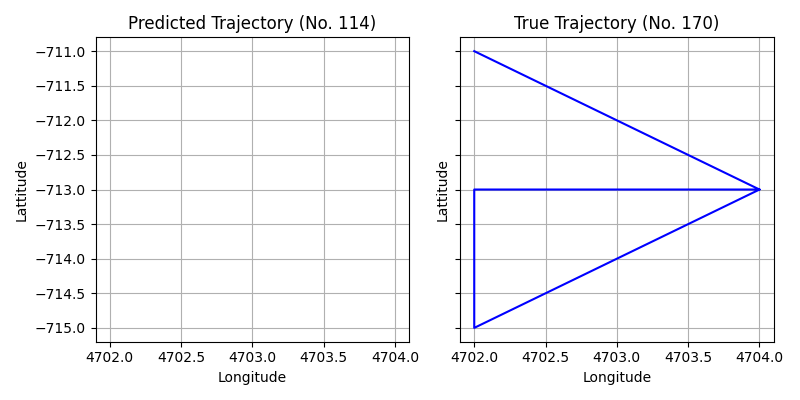 Predicted Trajectory (No. 114)
True Trajectory (No. 170)
Lattitude
−711.0
−711.5
−712.0
−712.5
−713.0
−713.5
−714.0
−714.5
−715.0
Lattitude
4702.0 4702.5 4703.0 4703.5 4704.0
4702.0 4702.5 4703.0 4703.5 4704.0
Longitude
Longitude